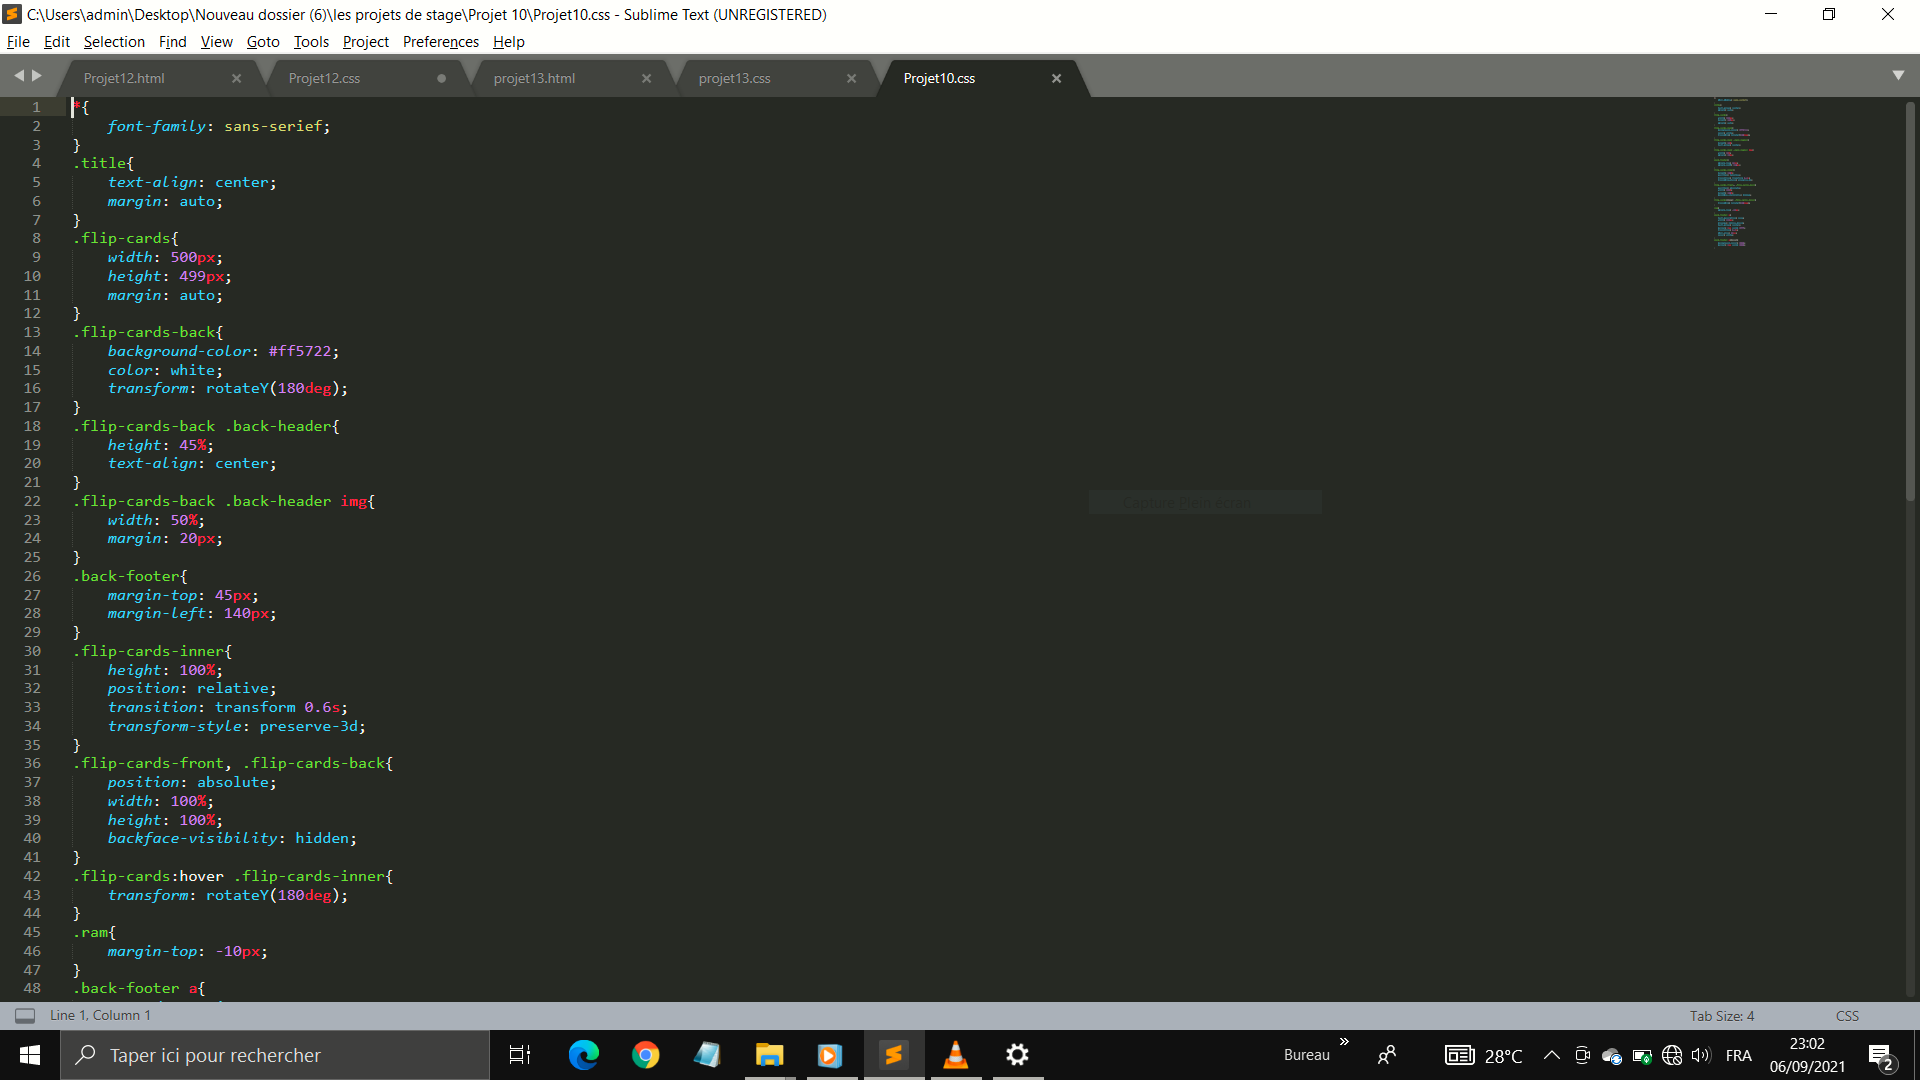 C:\Users\admin\Desktop\Nouveau dossier (6)\les projets de stage\Projet 10\Projet10.css - Sublime Text (UNREGISTERED)
File Edit Selection Find View Goto Tools Project Preferences Help
Projet12.html Projet12.css projet13.html projet13.css Projet10.css
1 *{
2 font-family: sans-serief;
3 }
4 .title{
5 text-align: center;
6 margin: auto;
7 }
8 .flip-cards{
9 width: 500px;
10 height: 499px;
11 margin: auto;
12 }
13 .flip-cards-back{
14 background-color: #ff5722;
15 color: white;
16 transform: rotateY(180deg);
17 }
18 .flip-cards-back .back-header{
19 height: 45%;
20 text-align: center;
21 }
22 .flip-cards-back .back-header img{
23 width: 50%;
24 margin: 20px;
25 }
26 .back-footer{
27 margin-top: 45px;
28 margin-left: 140px;
29 }
30 .flip-cards-inner{
31 height: 100%;
32 position: relative;
33 transition: transform 0.6s;
34 transform-style: preserve-3d;
35 }
36 .flip-cards-front, .flip-cards-back{
37 position: absolute;
38 width: 100%;
39 height: 100%;
40 backface-visibility: hidden;
41 }
42 .flip-cards:hover .flip-cards-inner{
43 transform: rotateY(180deg);
44 }
45 .ram{
46 margin-top: -10px;
47 }
48 .back-footer a{
Capture Plein écran
Line 1, Column 1
Tab Size: 4
CSS
Taper ici pour rechercher
Bureau
28°C
FRA
23:02
06/09/2021
2